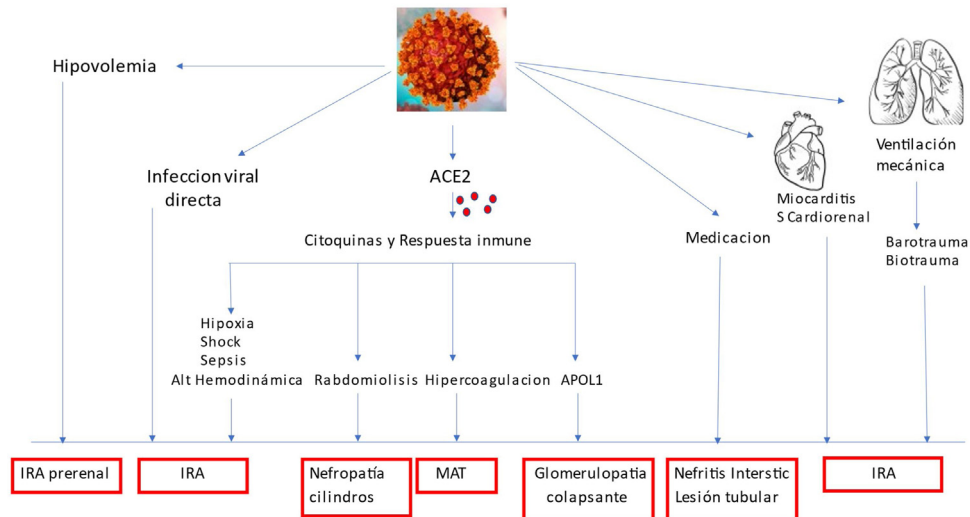 Hipovolemia
Ventilación
mecánica
Infeccion viral
directa
ACE2
Miocarditis
S Cardiorenal
Citoquinas y Respuesta inmune
Medicacion
Barotrauma
Biotrauma
Hipoxia
Shock
Sepsis
Alt Hemodinámica
Rabdomiolisis
Hipercoagulacion
APOL1
IRA prerenal
IRA
Nefropatía
cilindros
MAT
Glomerulopatia
colapsante
Nefritis Interstic
Lesión tubular
IRA